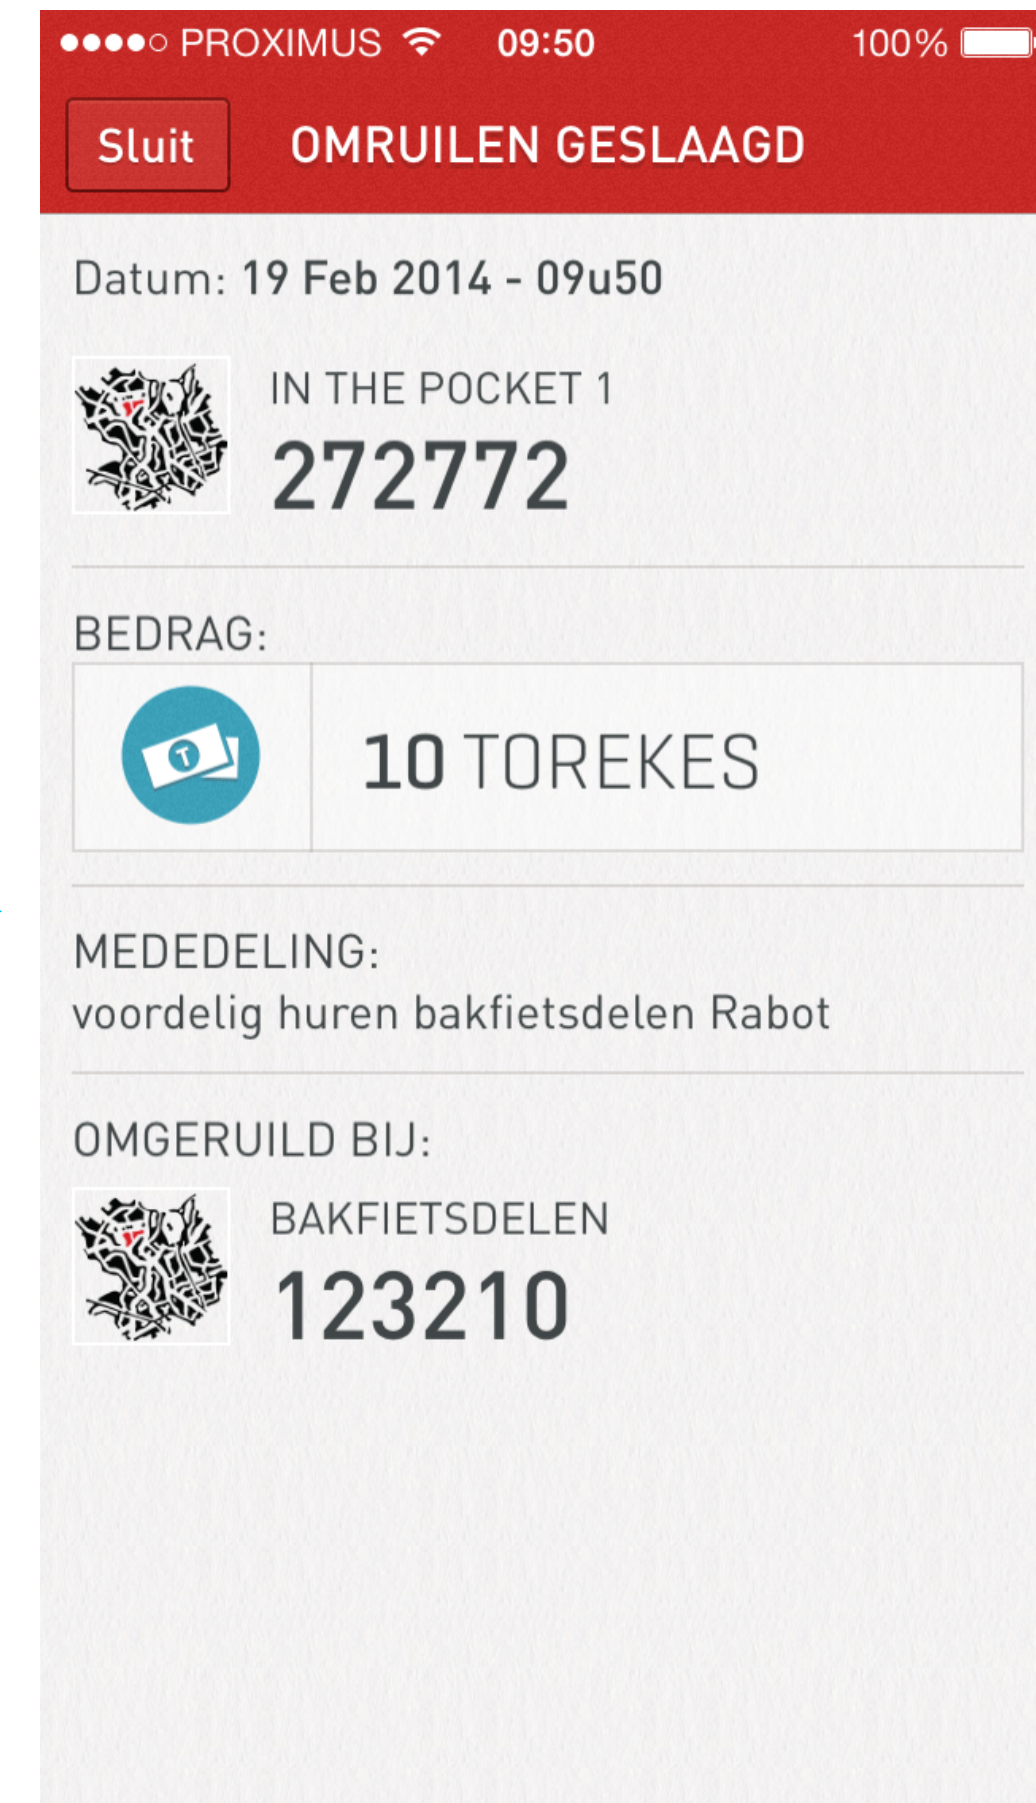 PROXIMUS 09:50 100%
Sluit OMRUILEN GESLAAGD
Datum: 19 Feb 2014 - 09u50
IN THE POCKET 1
272772
BEDRAG:
T
10 TOREKES
MEDEDELING:
voordelig huren bakfietsdelen Rabot
OMGERUILD BIJ:
BAKFIETSDELEN
123210